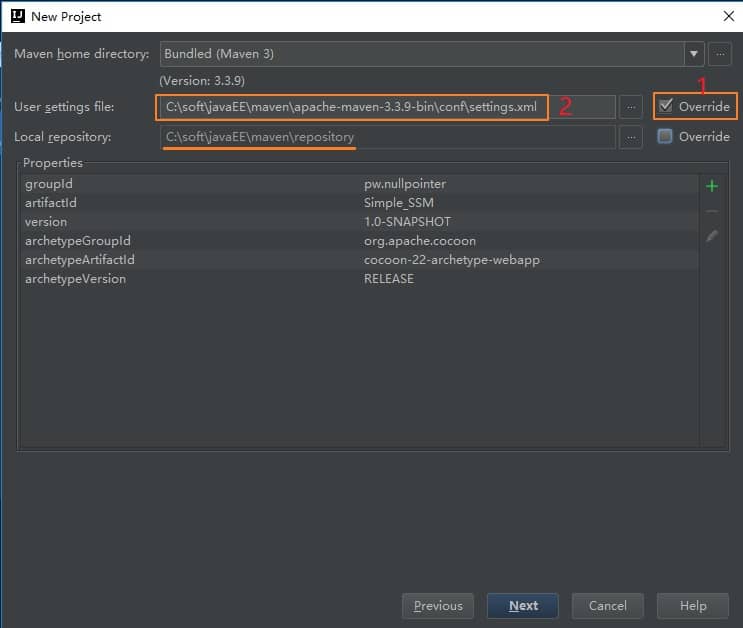 New Project
Maven home directory: Bundled (Maven 3) ...
(Version: 3.3.9)
1
User settings file: C:\soft\javaEE\maven\apache-maven-3.3.9-bin\conf\settings.xml 2 ... Override
Local repository: C:\soft\javaEE\maven\repository ... Override
Properties
groupId pw.nullpointer
artifactId Simple_SSM
version 1.0-SNAPSHOT
archetypeGroupId org.apache.cocoon
archetypeArtifactId cocoon-22-archetype-webapp
archetypeVersion RELEASE
Previous Next Cancel Help